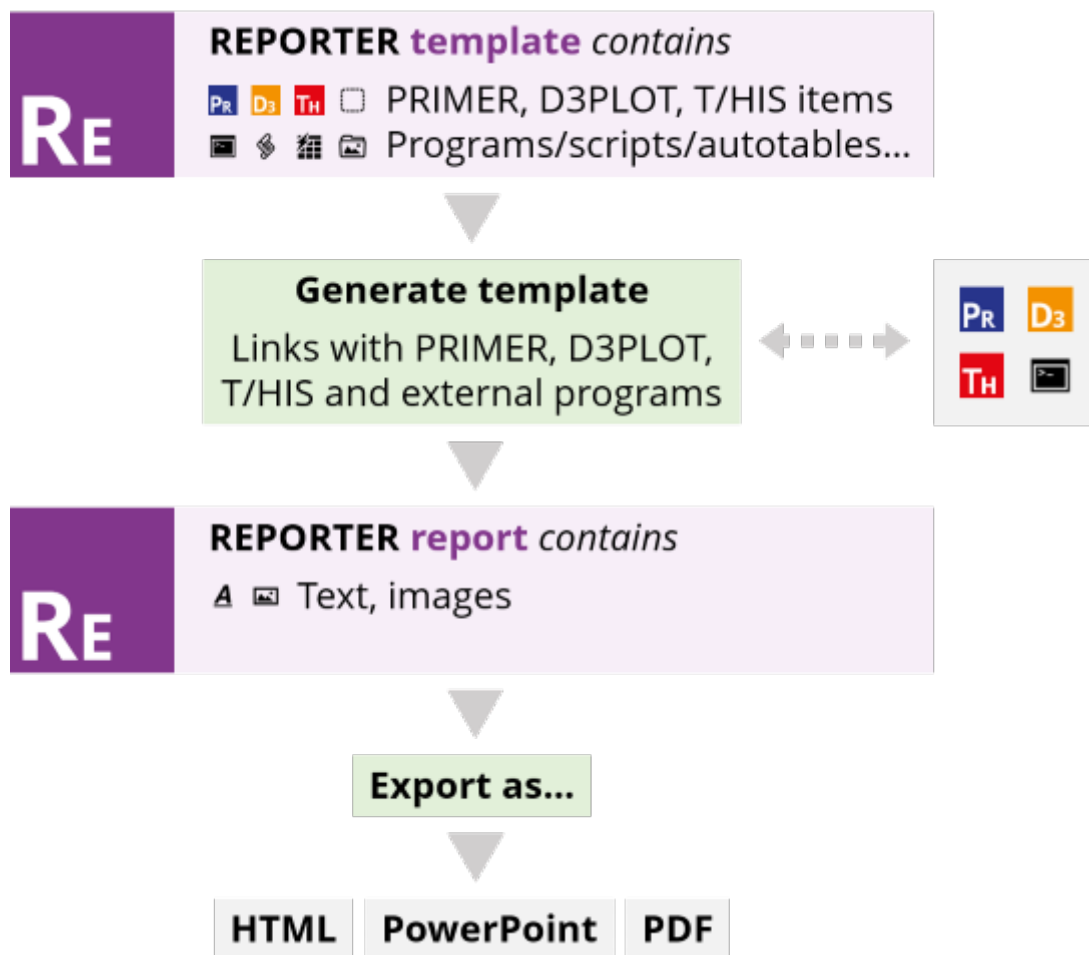 RE
REPORTER template contains
PR D3 TH PRIMER, D3PLOT, T/HIS items
Programs/scripts/autotables...
Generate template
Links with PRIMER, D3PLOT,
T/HIS and external programs
PR D3
TH >-
RE
REPORTER report contains
A Text, images
Export as...
HTML PowerPoint PDF